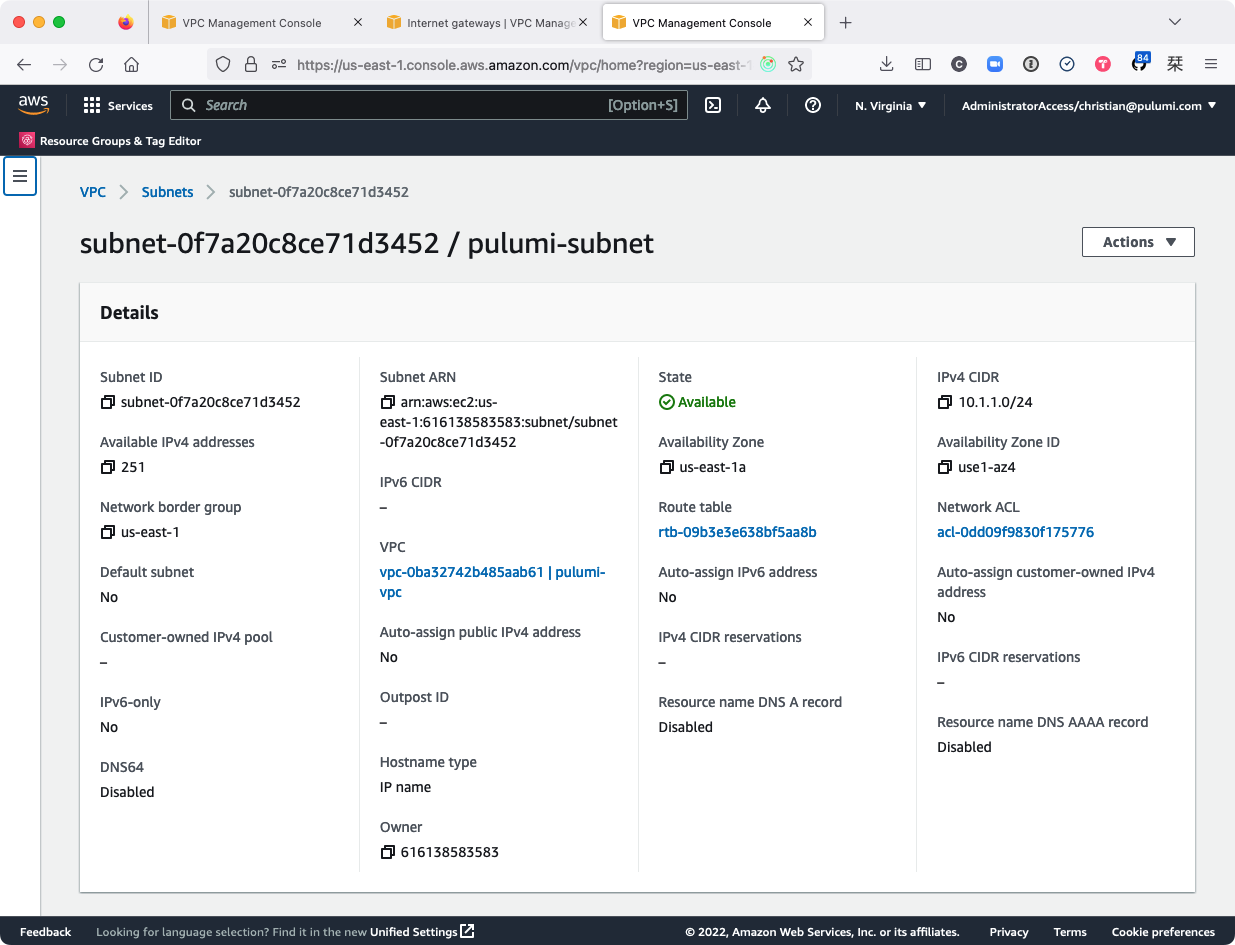 VPC Management Console
Internet gateways | VPC Manage
VPC Management Console
https://us-east-1.console.aws.amazon.com/vpc/home?region=us-east-1
84
aws
Services
Search
[Option+S]
N. Virginia
AdministratorAccess/christian@pulumi.com
Resource Groups & Tag Editor
VPC
Subnets
subnet-0f7a20c8ce71d3452
subnet-0f7a20c8ce71d3452 / pulumi-subnet
Actions
Details
Subnet ID
subnet-0f7a20c8ce71d3452
Available IPv4 addresses
251
Network border group
us-east-1
Default subnet
No
Customer-owned IPv4 pool
–
IPv6-only
No
DNS64
Disabled
Subnet ARN
arn:aws:ec2:us-
east-1:616138583583:subnet/subnet
-0f7a20c8ce71d3452
IPv6 CIDR
–
VPC
vpc-0ba32742b485aab61 | pulumi-
vpc
Auto-assign public IPv4 address
No
Outpost ID
–
Hostname type
IP name
Owner
616138583583
State
Available
Availability Zone
us-east-1a
Route table
rtb-09b3e3e638bf5aa8b
Auto-assign IPv6 address
No
IPv4 CIDR reservations
–
Resource name DNS A record
Disabled
IPv4 CIDR
10.1.1.0/24
Availability Zone ID
use1-az4
Network ACL
acl-0dd09f9830f175776
Auto-assign customer-owned IPv4
address
No
IPv6 CIDR reservations
–
Resource name DNS AAAA record
Disabled
Feedback
Looking for language selection? Find it in the new Unified Settings
© 2022, Amazon Web Services, Inc. or its affiliates.
Privacy
Terms
Cookie preferences